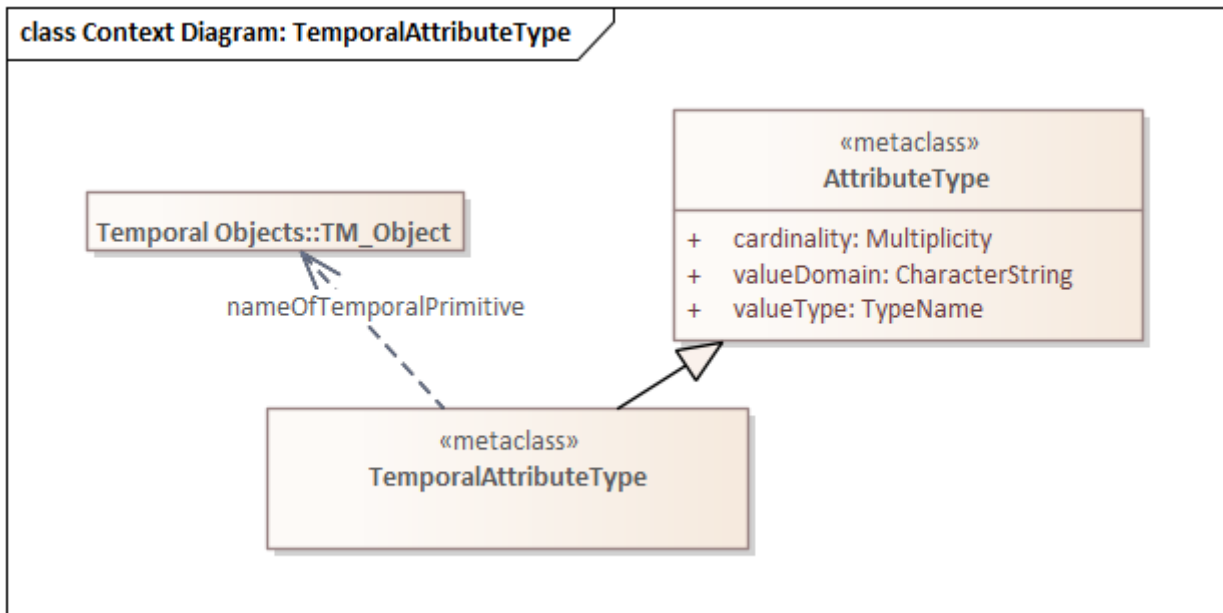 class Context Diagram: TemporalAttributeType
«metaclass»
AttributeType
+ cardinality: Multiplicity
+ valueDomain: CharacterString
+ valueType: TypeName
Temporal Objects::TM_Object
nameOfTemporalPrimitive
«metaclass»
TemporalAttributeType